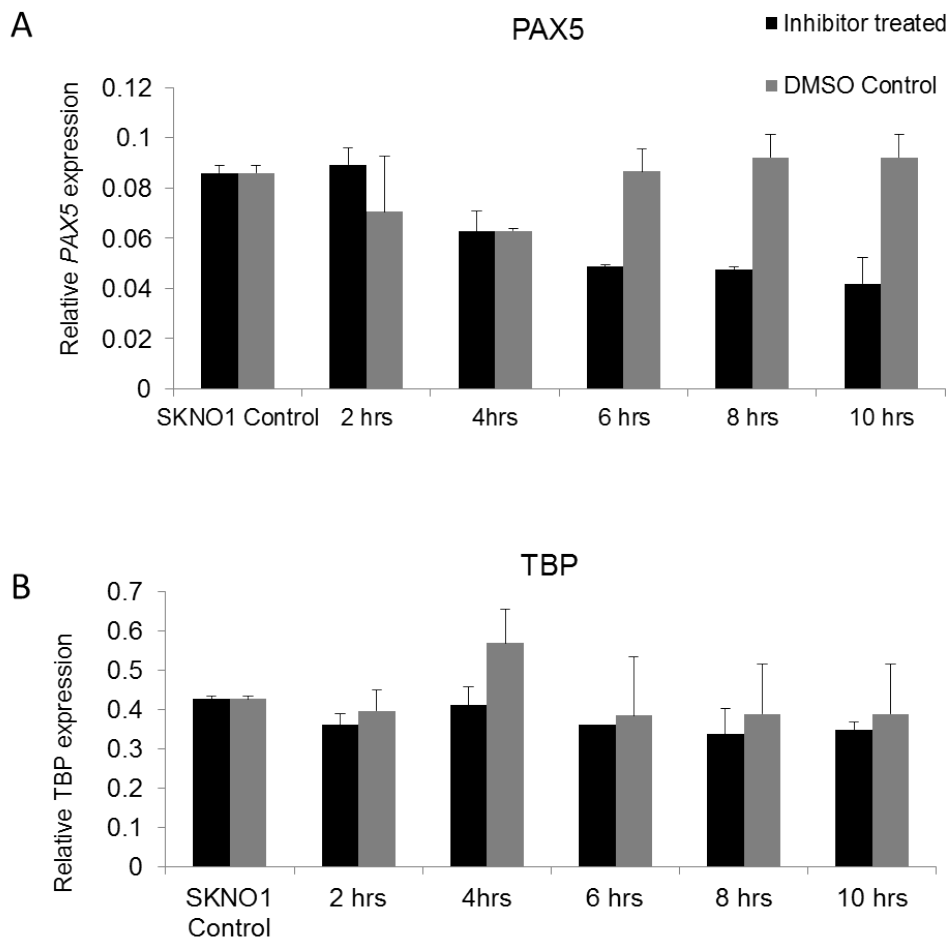 A
PAX5
Inhibitor treated
DMSO Control
Relative PAX5 expression
0.12
0.1
0.08
0.06
0.04
0.02
0
SKNO1 Control 2 hrs 4hrs 6 hrs 8 hrs 10 hrs
B
TBP
Relative TBP expression
0.7
0.6
0.5
0.4
0.3
0.2
0.1
0
SKNO1 2 hrs 4hrs 6 hrs 8 hrs 10 hrs
Control